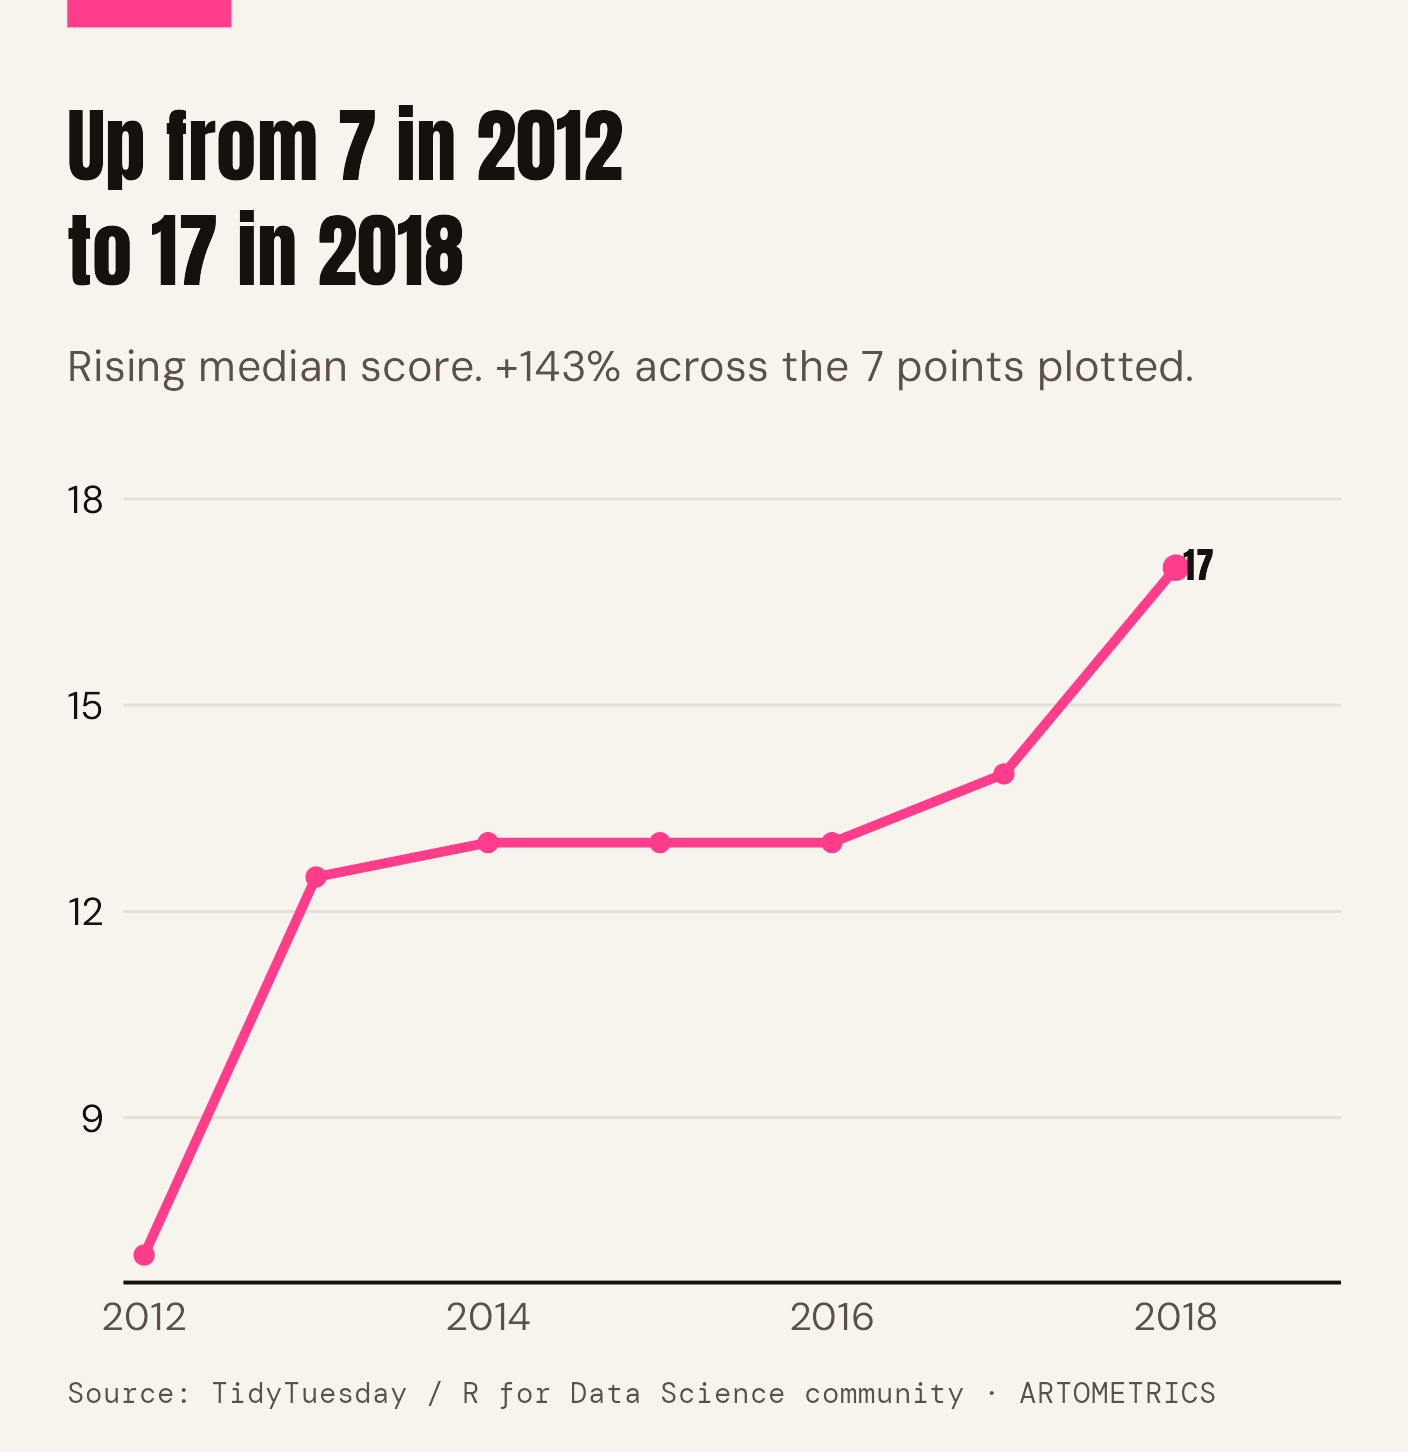 Up from 7 in 2012
to 17 in 2018
Rising median score. +143% across the 7 points plotted.
18
17
15
12
9
2012 2014 2016 2018
Source: TidyTuesday / R for Data Science community · ARTOMETRICS